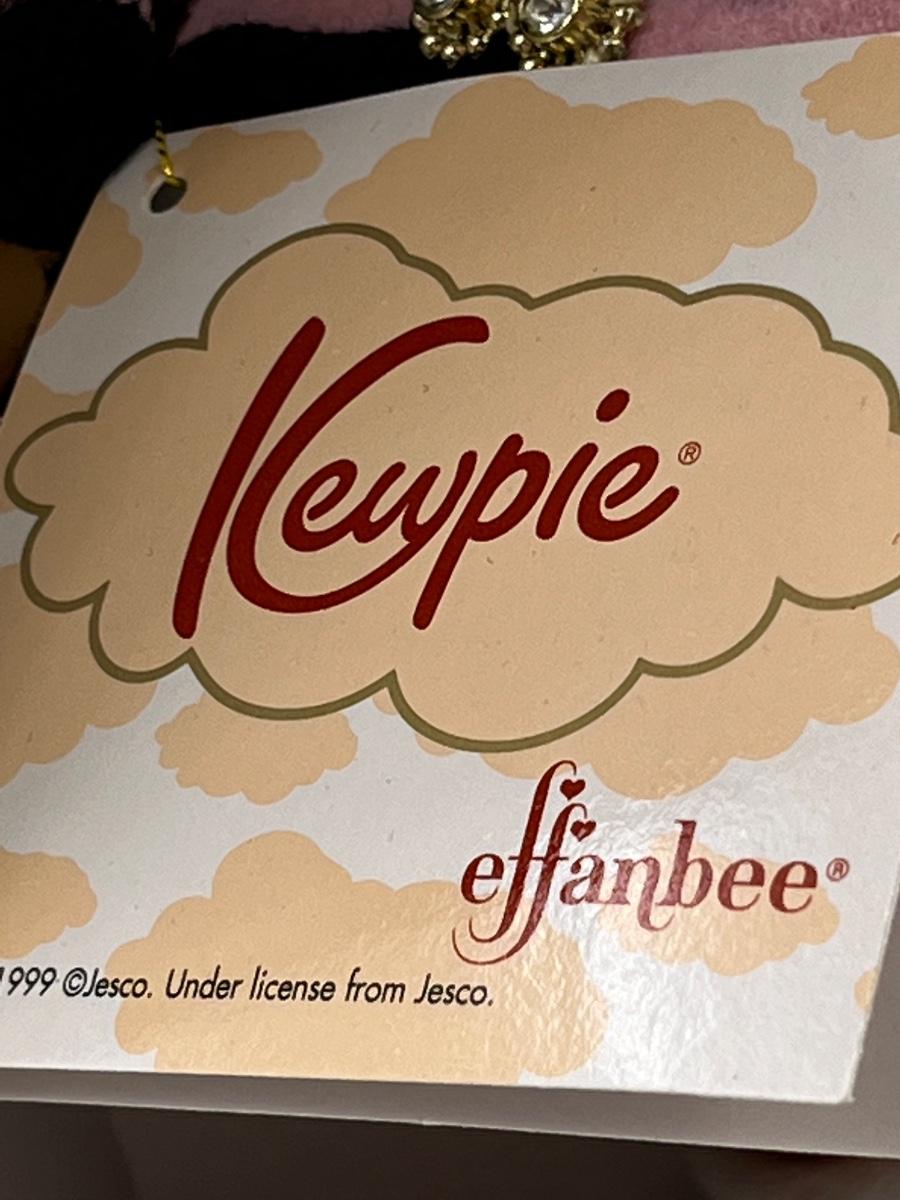 Kewpie®
effanbee®
1999 ©Jesco. Under license from Jesco.